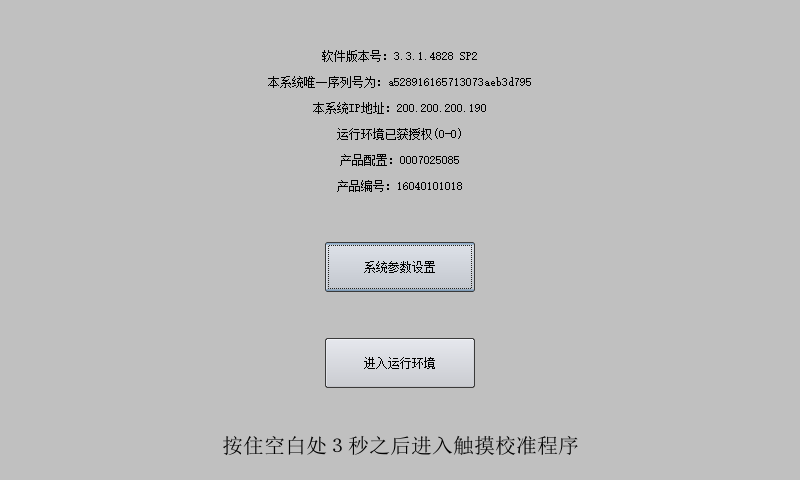 软件版本号：3.3.1.4828 SP2
本系统唯一序列号为：a528916165713073aeb3d795
本系统IP地址：200.200.200.190
运行环境已获授权(0-0)
产品配置：0007025085
产品编号：16040101018
系统参数设置
进入运行环境
按住空白处 3 秒之后进入触摸校准程序